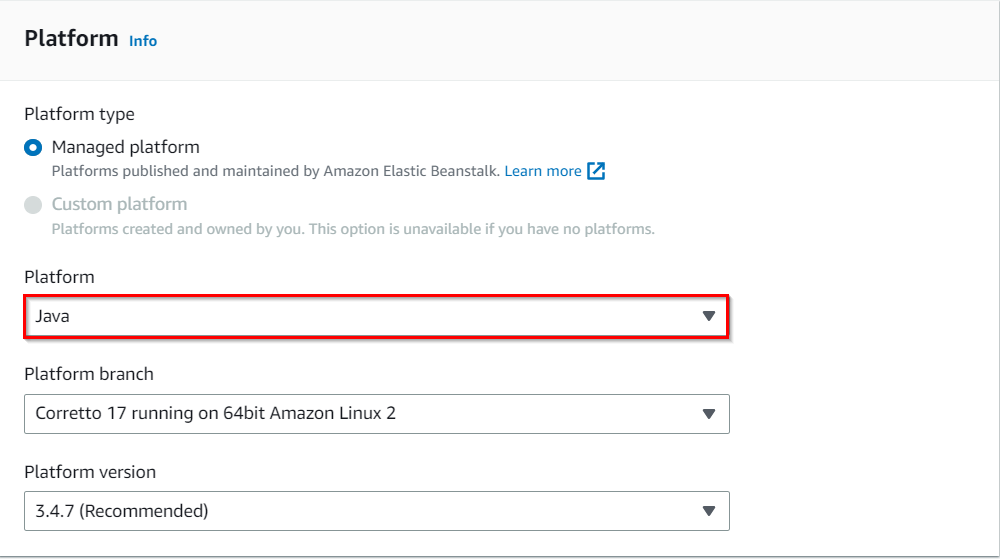 Platform Info
Platform type
Managed platform
Platforms published and maintained by Amazon Elastic Beanstalk. Learn more
Custom platform
Platforms created and owned by you. This option is unavailable if you have no platforms.
Platform
Java
Platform branch
Corretto 17 running on 64bit Amazon Linux 2
Platform version
3.4.7 (Recommended)